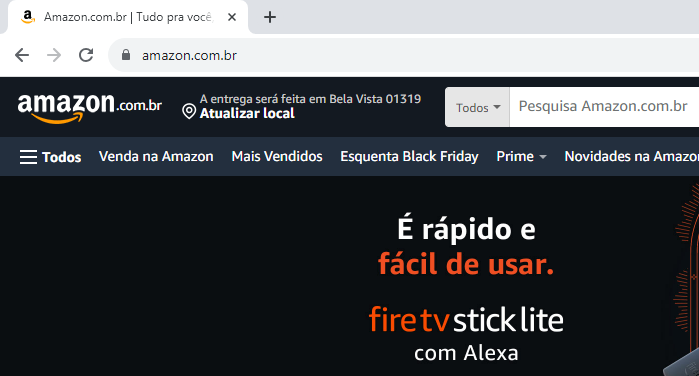 Amazon.com.br | Tudo pra você
amazon.com.br
amazon.com.br
A entrega será feita em Bela Vista 01319
Atualizar local
Todos
Pesquisa Amazon.com.br
Todos
Venda na Amazon
Mais Vendidos
Esquenta Black Friday
Prime
Novidades na Amazo
É rápido e
fácil de usar.
fire tv stick lite
com Alexa